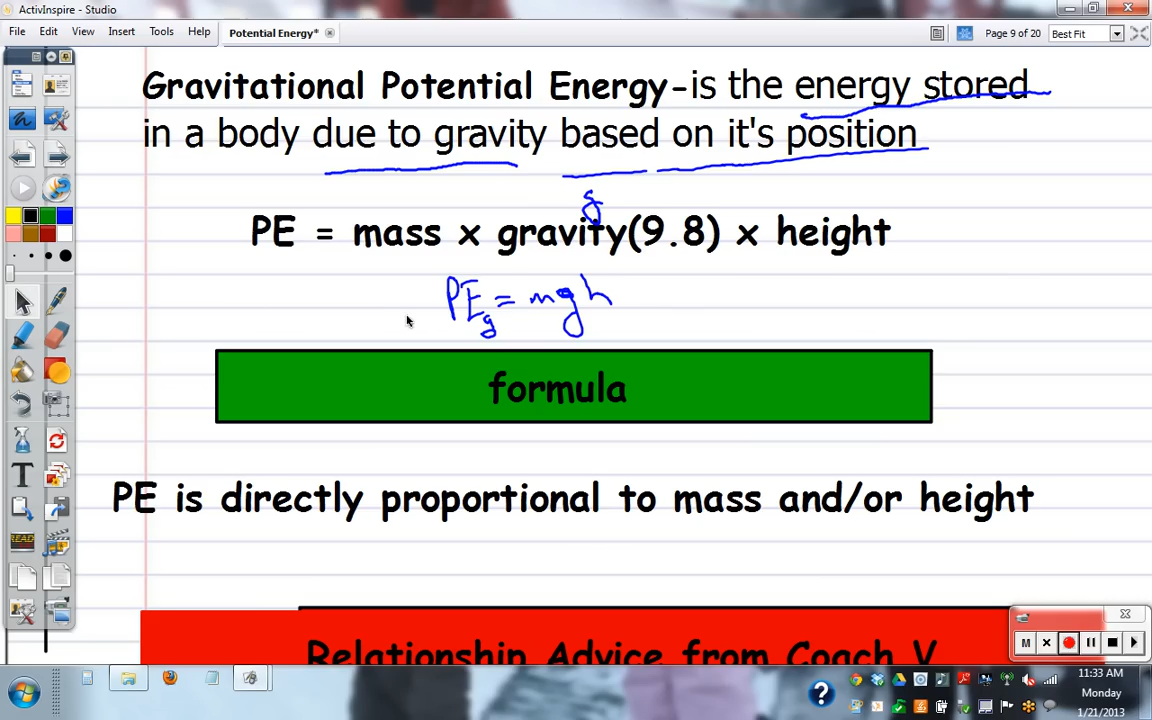 ActivInspire - Studio
File Edit View Insert Tools Help
Potential Energy*
Page 9 of 20
Best Fit
Gravitational Potential Energy-is the energy stored
in a body due to gravity based on it's position
g
PE = mass x gravity(9.8) x height
PEg = mgh
formula
PE is directly proportional to mass and/or height
Relationship Advice from Coach V
T
READ
M
11:33 AM
Monday
1/21/2013